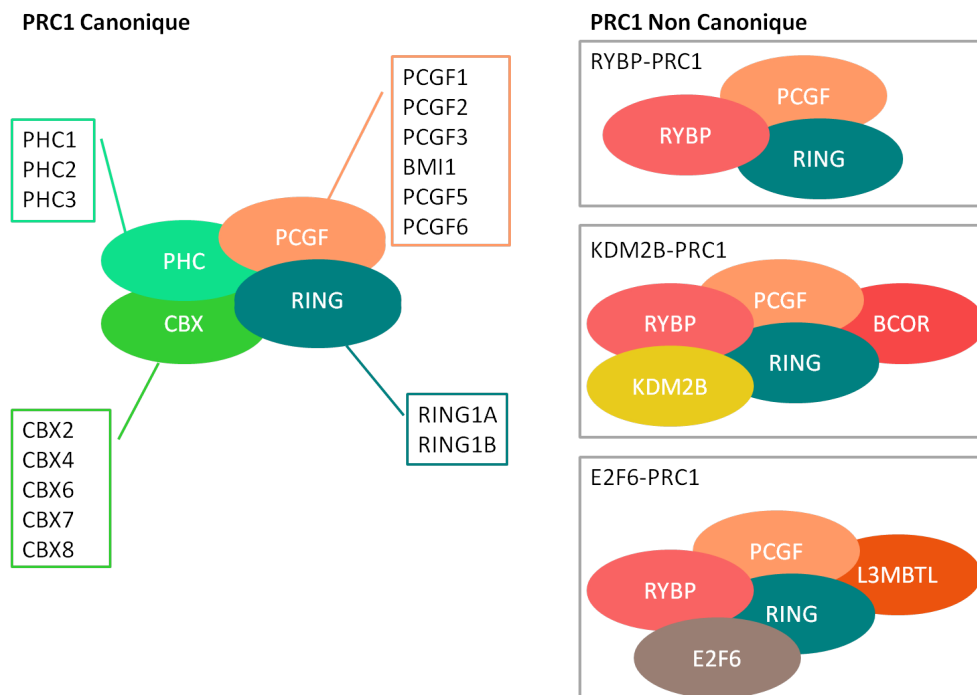 PRC1 Canonique
PHC1
PHC2
PHC3
PCGF1
PCGF2
PCGF3
BMI1
PCGF5
PCGF6
PHC
PCGF
CBX
RING
CBX2
CBX4
CBX6
CBX7
CBX8
RING1A
RING1B
PRC1 Non Canonique
RYBP-PRC1
PCGF
RYBP
RING
KDM2B-PRC1
PCGF
RYBP
BCOR
RING
KDM2B
E2F6-PRC1
PCGF
L3MBTL
RYBP
RING
E2F6